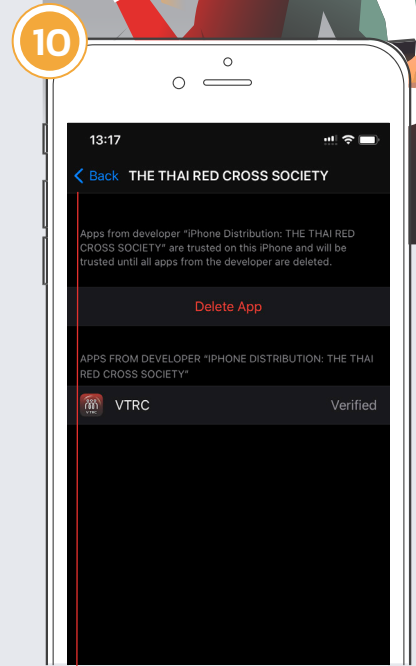 10
13:17
Back THE THAI RED CROSS SOCIETY
Apps from developer “iPhone Distribution: THE THAI RED
CROSS SOCIETY” are trusted on this iPhone and will be
trusted until all apps from the developer are deleted.
Delete App
APPS FROM DEVELOPER “IPHONE DISTRIBUTION: THE THAI
RED CROSS SOCIETY”
VTRC
VTRC Verified